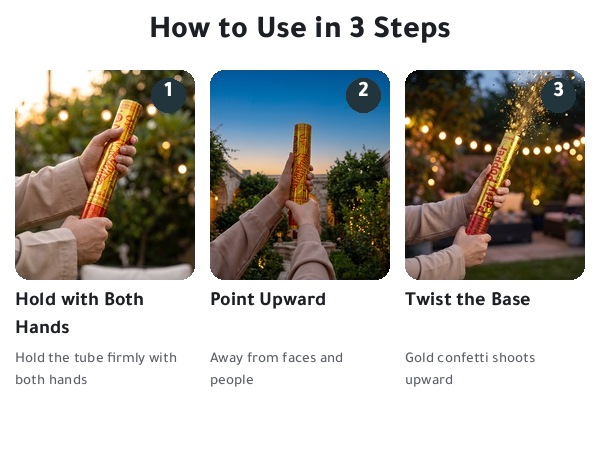 How to Use in 3 Steps
1
2
3
Hold with Both
Hands
Point Upward
Twist the Base
Hold the tube firmly with
both hands
Away from faces and
people
Gold confetti shoots
upward